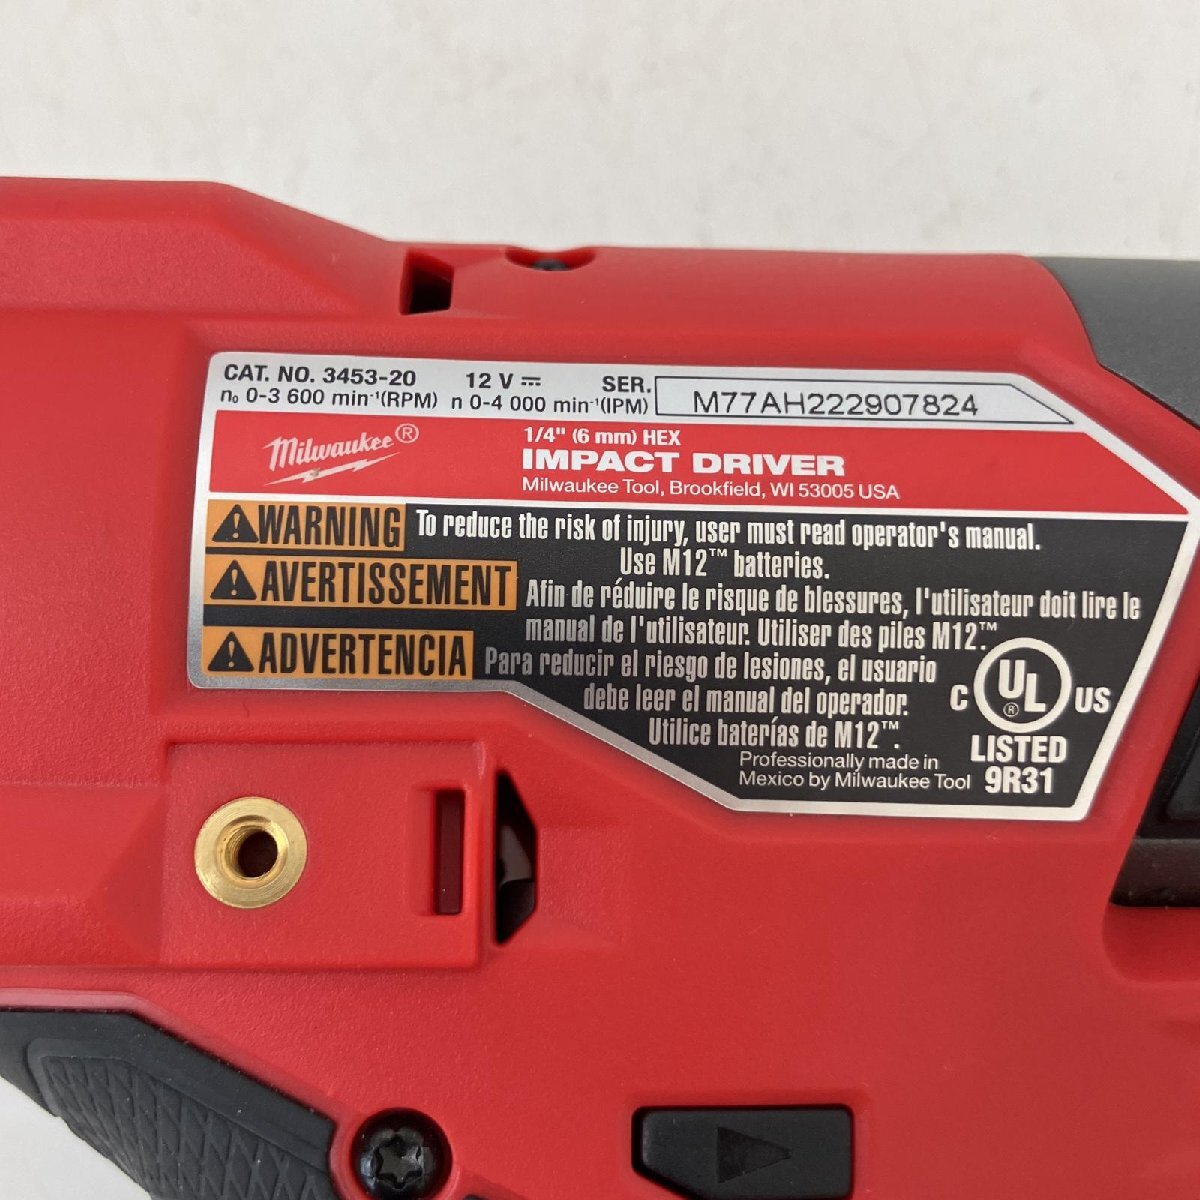 CAT. NO. 3453-20 12 V ⎓ SER. M77AH222907824
n₀ 0-3 600 min⁻¹(RPM) n 0-4 000 min⁻¹(IPM)
Milwaukee®
1/4" (6 mm) HEX
IMPACT DRIVER
Milwaukee Tool, Brookfield, WI 53005 USA
⚠WARNING To reduce the risk of injury, user must read operator's manual.
Use M12™ batteries.
⚠AVERTISSEMENT Afin de réduire le risque de blessures, l'utilisateur doit lire le
manual de l'utilisateur. Utiliser des piles M12.™
⚠ADVERTENCIA Para reducir el riesgo de lesiones, el usuario
debe leer el manual del operador.
Utilice baterías de M12™.
C UL® US
LISTED
9R31
Professionally made in
Mexico by Milwaukee Tool